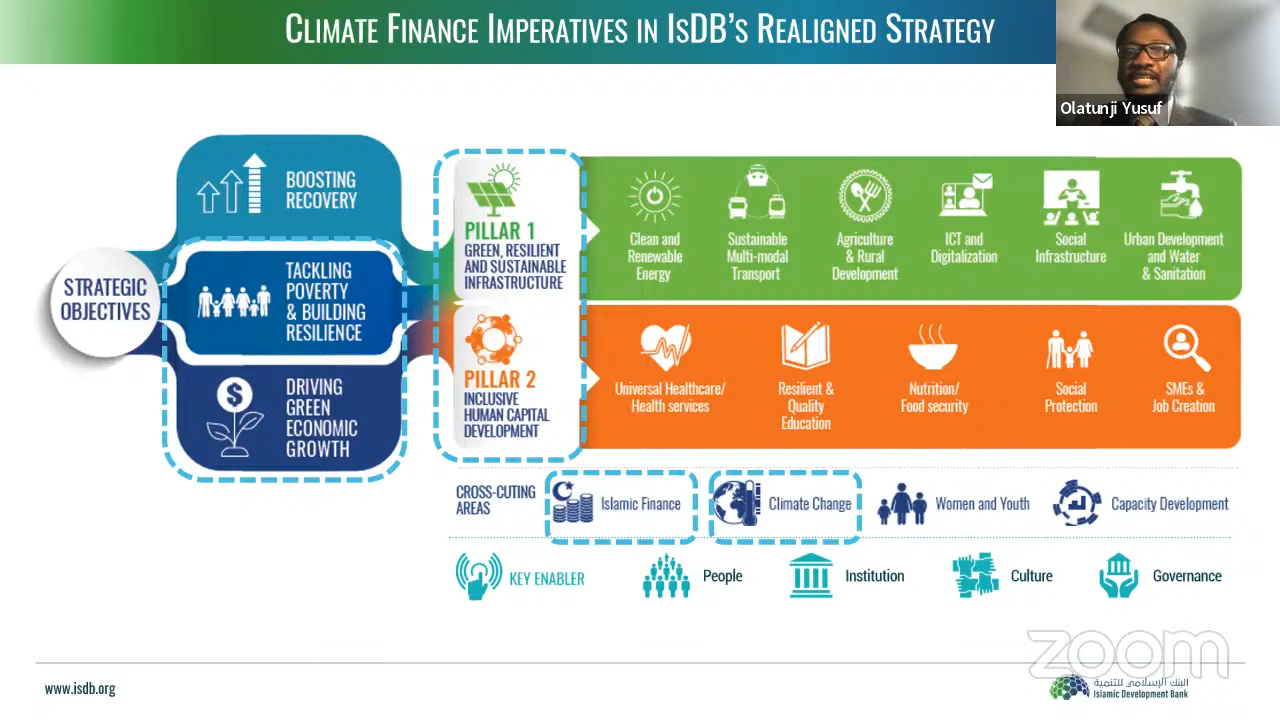 CLIMATE FINANCE IMPERATIVES IN ISDB'S REALIGNED STRATEGY
Olatunji Yusuf
STRATEGIC
OBJECTIVES
BOOSTING
RECOVERY
TACKLING
POVERTY
& BUILDING
RESILIENCE
DRIVING
GREEN
ECONOMIC
GROWTH
PILLAR 1
GREEN, RESILIENT
AND SUSTAINABLE
INFRASTRUCTURE
Clean and
Renewable
Energy
Sustainable
Multi-modal
Transport
Agriculture
& Rural
Development
ICT and
Digitalization
Social
Infrastructure
Urban Development
and Water
& Sanitation
PILLAR 2
INCLUSIVE
HUMAN CAPITAL
DEVELOPMENT
Universal Healthcare/
Health services
Resilient &
Quality
Education
Nutrition/
Food security
Social
Protection
SMEs &
Job Creation
CROSS-CUTING
AREAS
Islamic Finance
Climate Change
Women and Youth
Capacity Development
KEY ENABLER
People
Institution
Culture
Governance
zoom
www.isdb.org
البنك الإسلامي للتنمية
Islamic Development Bank